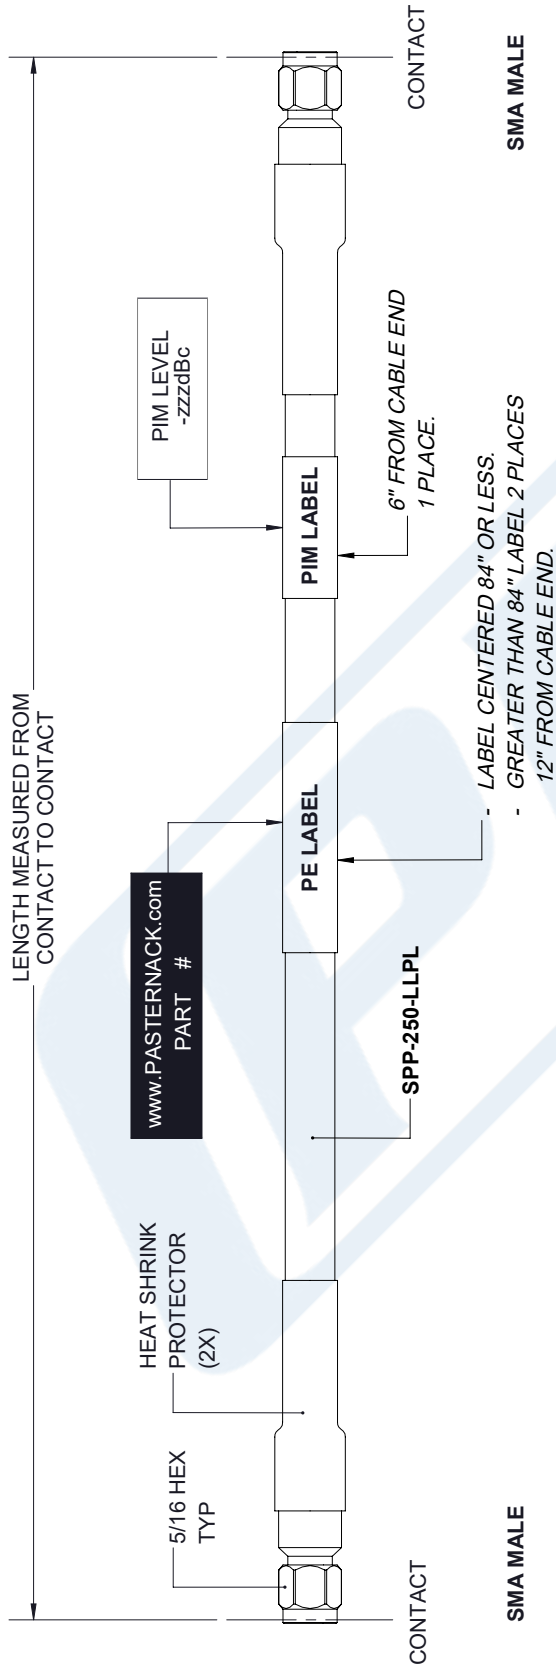 LENGTH MEASURED FROM
CONTACT TO CONTACT
www.PASTERNACK.com
PART #
PIM LEVEL
-zzzdBc
5/16 HEX
TYP
HEAT SHRINK
PROTECTOR
(2X)
PE LABEL
PIM LABEL
CONTACT
SPP-250-LLPL
6" FROM CABLE END
1 PLACE.
CONTACT
- LABEL CENTERED 84" OR LESS.
- GREATER THAN 84" LABEL 2 PLACES
12" FROM CABLE END.
SMA MALE
SMA MALE